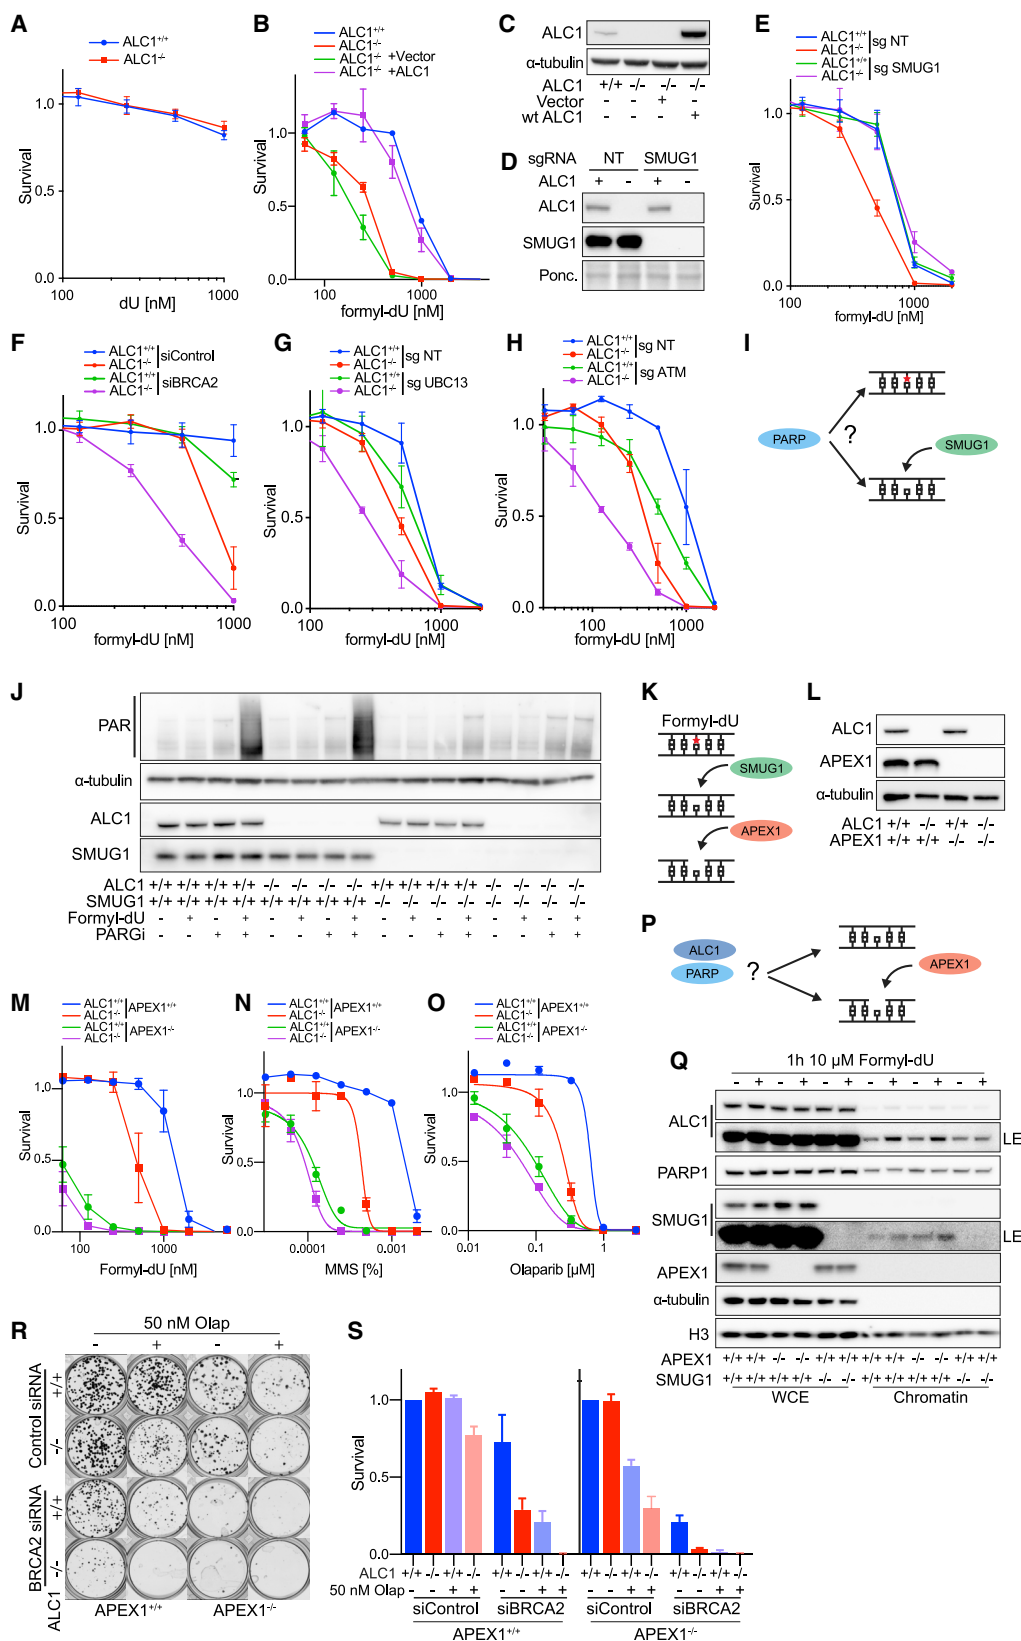 A
ALC1+/+
ALC1-/-
Survival
1.0
0.5
0.0
100
1000
dU [nM]
B
ALC1+/+
ALC1-/-
ALC1-/- +Vector
ALC1-/- +ALC1
Survival
1.0
0.5
0.0
100
1000
formyl-dU [nM]
C
ALC1
α-tubulin
ALC1 +/+ -/- -/- -/-
Vector - - + -
wt ALC1 - - - +
D
sgRNA NT SMUG1
ALC1 + - + -
ALC1
SMUG1
Ponc.
E
ALC1+/+
ALC1-/-
sg NT
ALC1+/+
ALC1-/-
sg SMUG1
Survival
1.0
0.5
0.0
100
1000
formyl-dU [nM]
F
ALC1+/+
ALC1-/-
siControl
ALC1+/+
ALC1-/-
siBRCA2
Survival
1.0
0.5
0.0
100
1000
formyl-dU [nM]
G
ALC1+/+
ALC1-/-
sg NT
ALC1+/+
ALC1-/-
sg UBC13
Survival
1.0
0.5
0.0
100
1000
formyl-dU [nM]
H
ALC1+/+
ALC1-/-
sg NT
ALC1+/+
ALC1-/-
sg ATM
Survival
1.0
0.5
0.0
100
1000
formyl-dU [nM]
I
PARP
?
SMUG1
J
PAR
α-tubulin
ALC1
SMUG1
ALC1 +/+ +/+ +/+ +/+ -/- -/- -/- -/- +/+ +/+ +/+ +/+ -/- -/- -/- -/-
SMUG1 +/+ +/+ +/+ +/+ +/+ +/+ +/+ +/+ -/- -/- -/- -/- -/- -/- -/- -/-
Formyl-dU - + - + - + - + - + - + - + - +
PARGi - - + + - - + + - - + + - - + +
K
Formyl-dU
SMUG1
APEX1
L
ALC1
APEX1
α-tubulin
ALC1 +/+ -/- +/+ -/-
APEX1 +/+ +/+ -/- -/-
M
ALC1+/+
ALC1-/-
APEX1+/+
ALC1+/+
ALC1-/-
APEX1-/-
Survival
1.0
0.5
0.0
100
1000
Formyl-dU [nM]
N
ALC1+/+
ALC1-/-
APEX1+/+
ALC1+/+
ALC1-/-
APEX1-/-
Survival
1.0
0.5
0.0
0.0001
0.001
MMS [%]
O
ALC1+/+
ALC1-/-
APEX1+/+
ALC1+/+
ALC1-/-
APEX1-/-
Survival
1.0
0.5
0.0
0.01
0.1
1
Olaparib [µM]
P
ALC1
PARP
?
APEX1
Q
1h 10 µM Formyl-dU
- + - + - + - + - + - +
ALC1
LE
PARP1
SMUG1
LE
APEX1
α-tubulin
H3
APEX1 +/+ +/+ -/- -/- +/+ +/+ +/+ +/+ -/- -/- +/+ +/+
SMUG1 +/+ +/+ +/+ +/+ -/- -/- +/+ +/+ +/+ +/+ -/- -/-
WCE
Chromatin
R
50 nM Olap
- + - +
Control siRNA
+/+
-/-
BRCA2 siRNA
+/+
-/-
ALC1
APEX1+/+
APEX1-/-
S
Survival
1.0
0.5
0.0
ALC1 +/+ -/- +/+ -/- +/+ -/- +/+ -/- +/+ -/- +/+ -/- +/+ -/- +/+ -/-
50 nM Olap - - + + - - + + - - + + - - + +
siControl siBRCA2 siControl siBRCA2
APEX1+/+ APEX1-/-